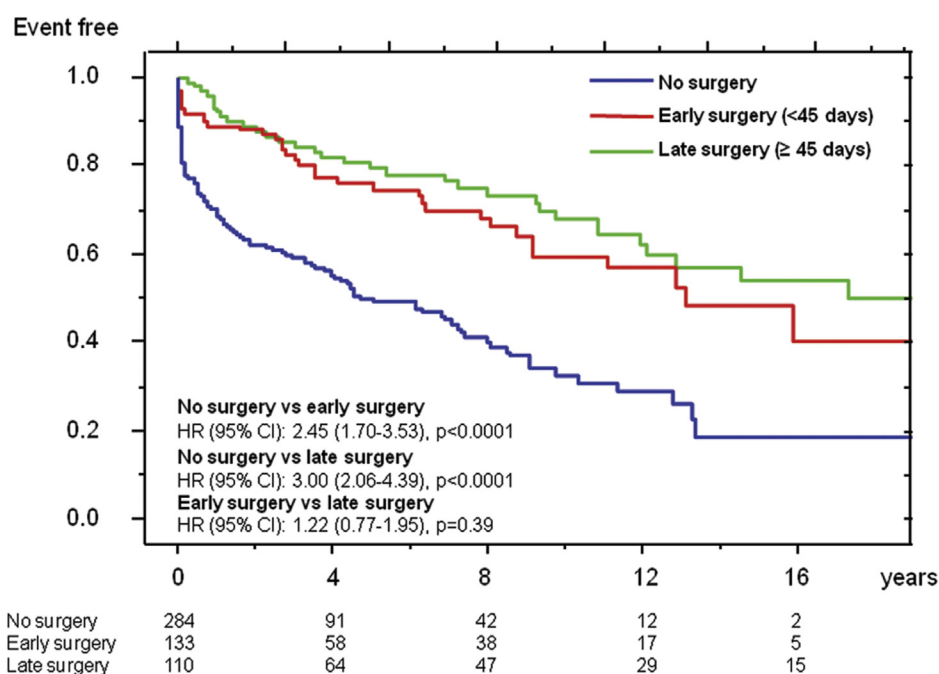 Event free
1.0
0.8
0.6
0.4
0.2
0.0
No surgery
Early surgery (<45 days)
Late surgery (≥ 45 days)
No surgery vs early surgery
HR (95% CI): 2.45 (1.70-3.53), p<0.0001
No surgery vs late surgery
HR (95% CI): 3.00 (2.06-4.39), p<0.0001
Early surgery vs late surgery
HR (95% CI): 1.22 (0.77-1.95), p=0.39
0 4 8 12 16 years
No surgery 284 91 42 12 2
Early surgery 133 58 38 17 5
Late surgery 110 64 47 29 15